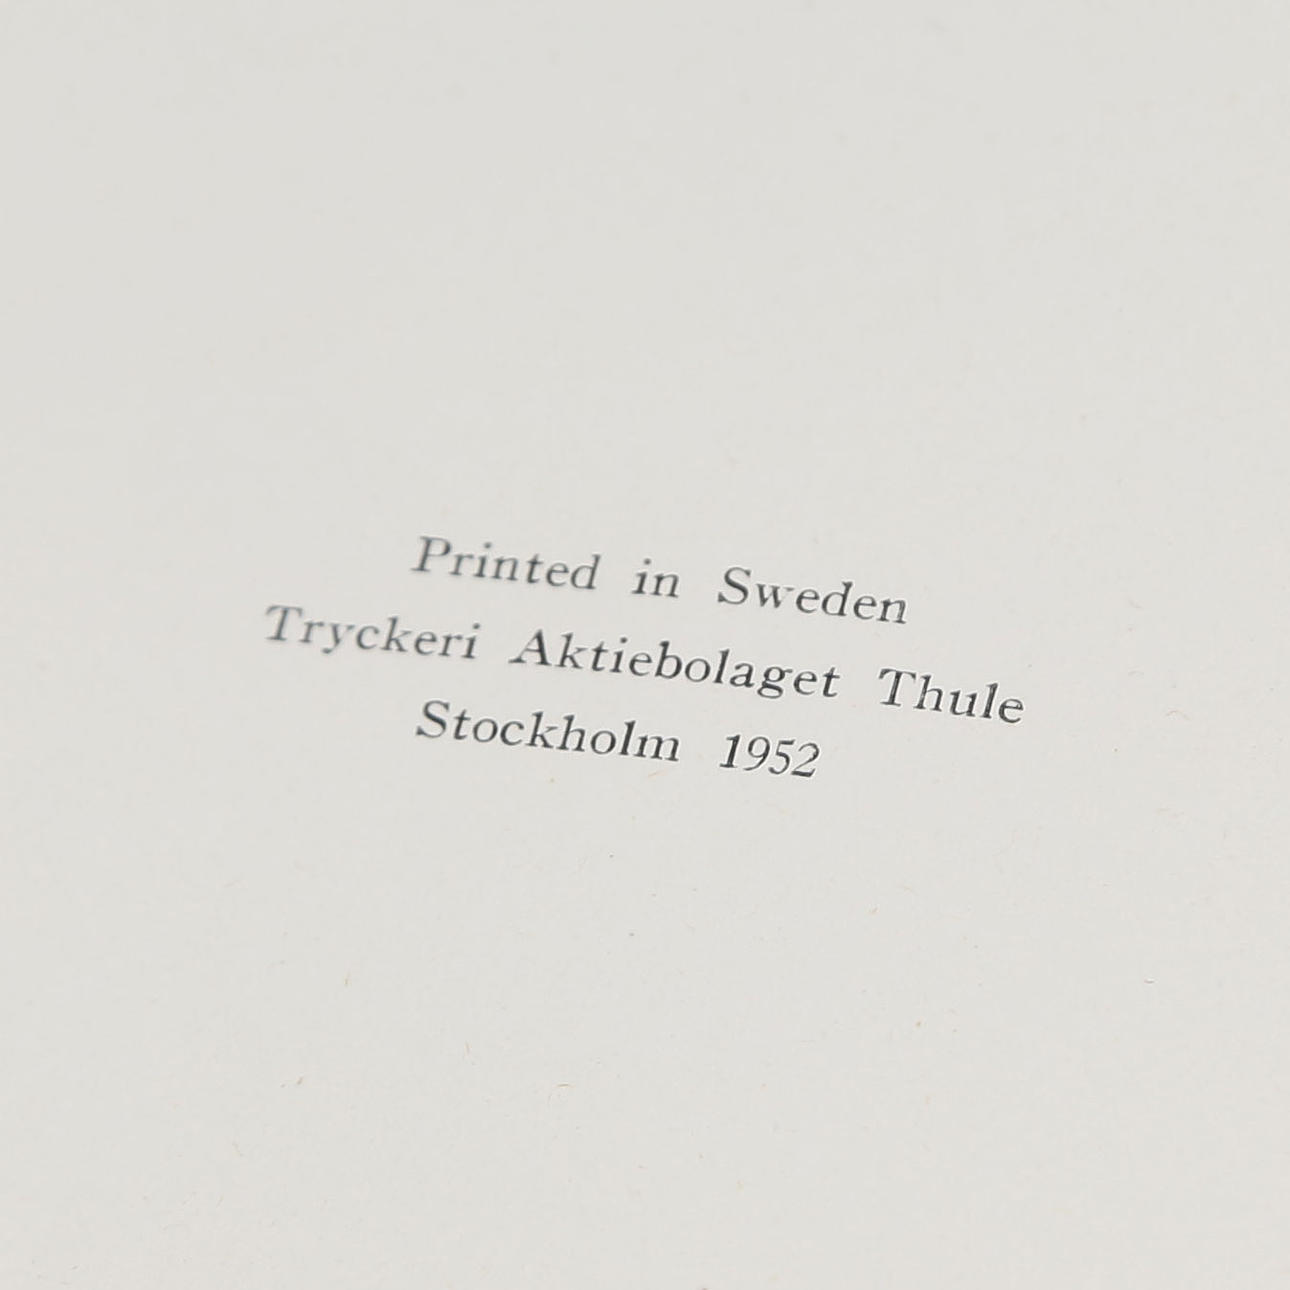 Printed in Sweden
Tryckeri Aktiebolaget Thule
Stockholm 1952